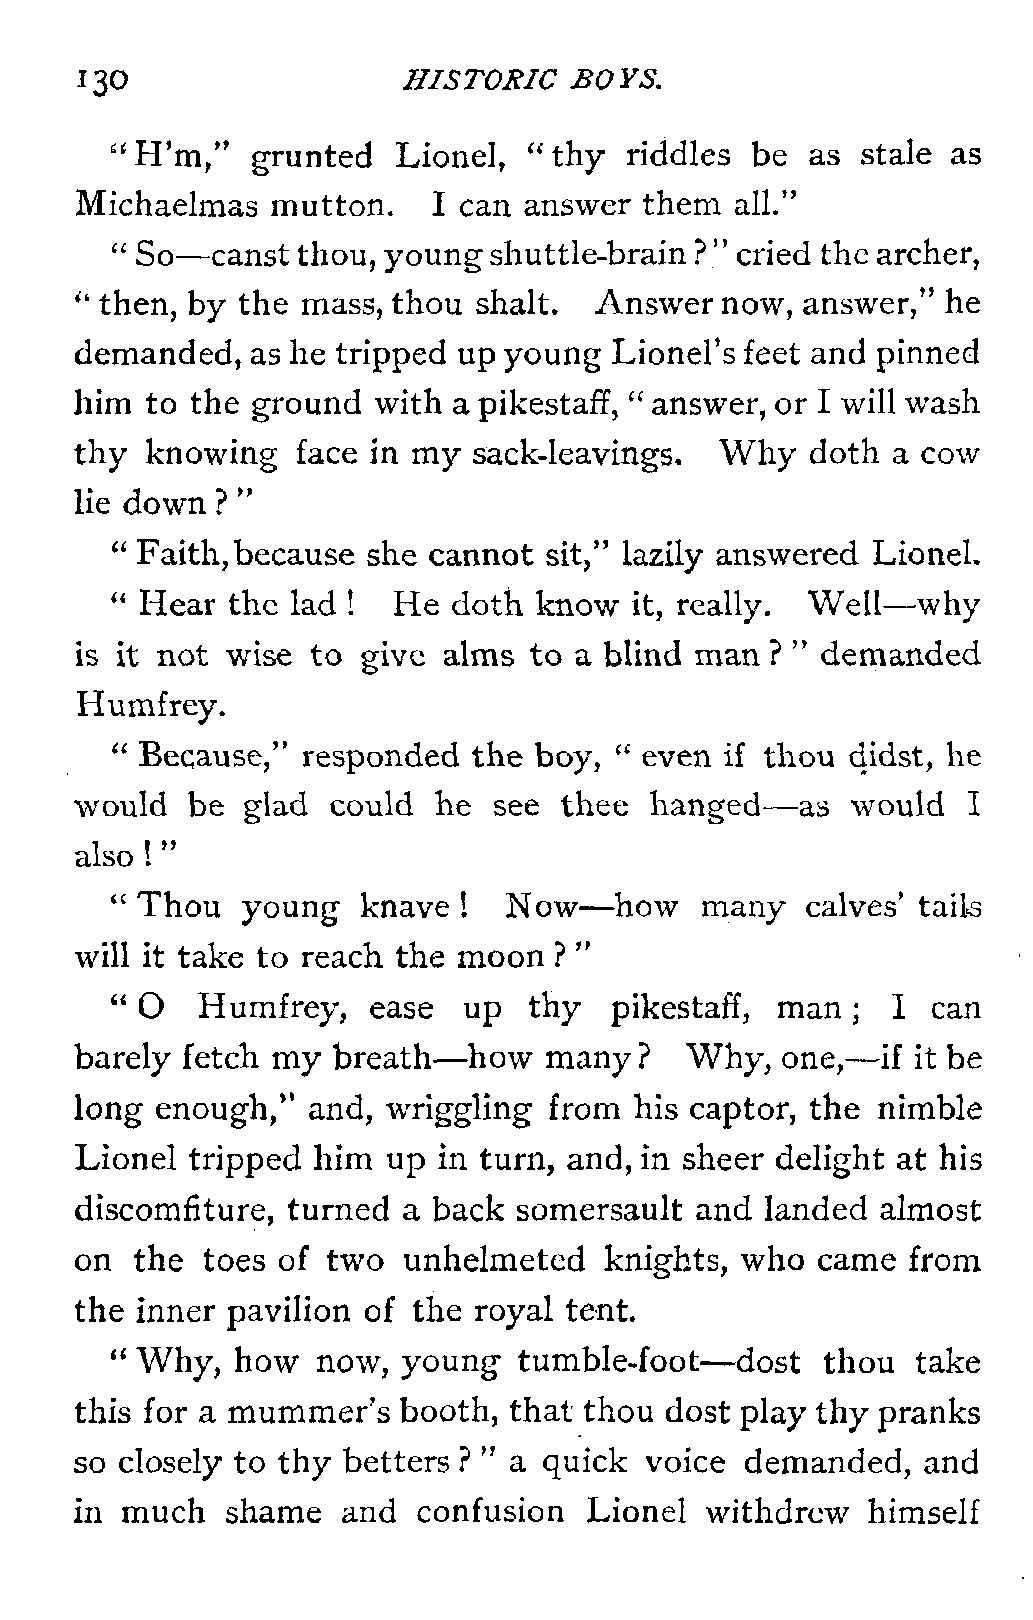 130 HISTORIC BOYS.
"H'm," grunted Lionel, "thy riddles be as stale as
Michaelmas mutton. I can answer them all."
"So—canst thou, young shuttle-brain?" cried the archer,
"then, by the mass, thou shalt. Answer now, answer," he
demanded, as he tripped up young Lionel's feet and pinned
him to the ground with a pikestaff, "answer, or I will wash
thy knowing face in my sack-leavings. Why doth a cow
lie down?"
"Faith, because she cannot sit," lazily answered Lionel.
"Hear the lad! He doth know it, really. Well—why
is it not wise to give alms to a blind man?" demanded
Humfrey.
"Because," responded the boy, "even if thou didst, he
would be glad could he see thee hanged—as would I
also!"
"Thou young knave! Now—how many calves' tails
will it take to reach the moon?"
"O Humfrey, ease up thy pikestaff, man; I can
barely fetch my breath—how many? Why, one,—if it be
long enough," and, wriggling from his captor, the nimble
Lionel tripped him up in turn, and, in sheer delight at his
discomfiture, turned a back somersault and landed almost
on the toes of two unhelmeted knights, who came from
the inner pavilion of the royal tent.
"Why, how now, young tumble-foot—dost thou take
this for a mummer's booth, that thou dost play thy pranks
so closely to thy betters?" a quick voice demanded, and
in much shame and confusion Lionel withdrew himself